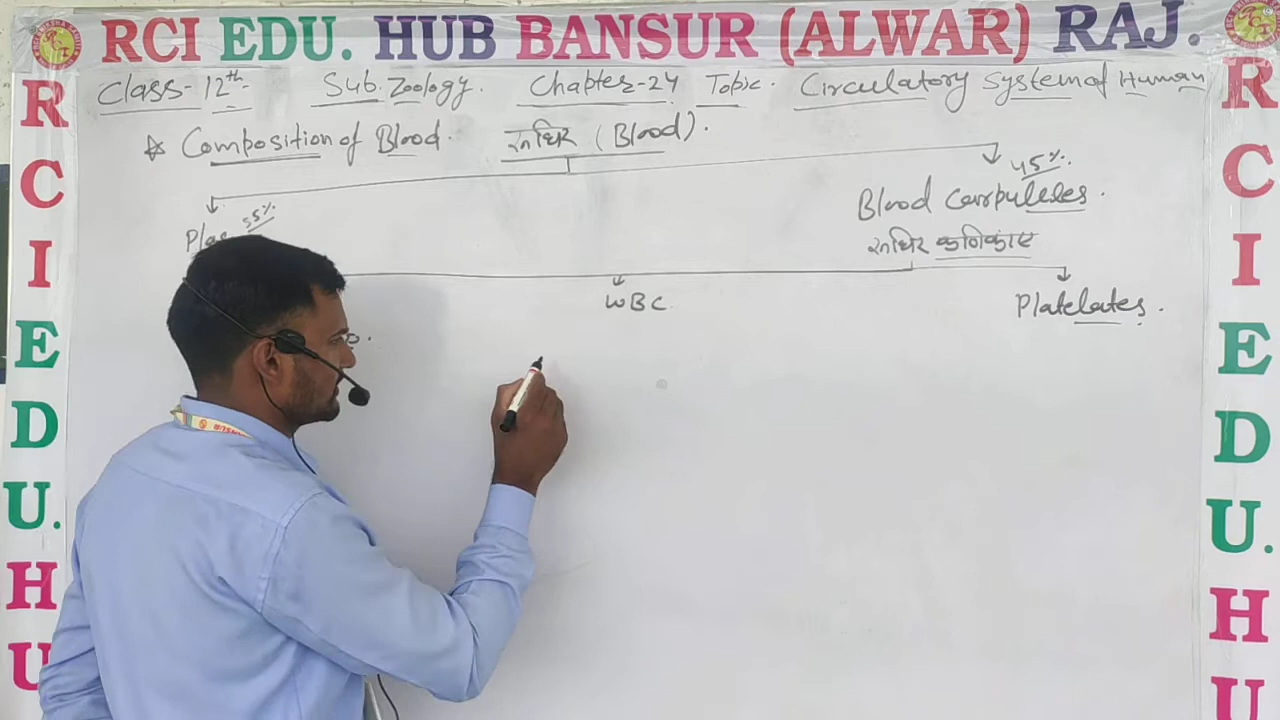 RCI EDU. HUB BANSUR (ALWAR) RAJ.
Class-12th. Sub. Zoology. Chapter-24 Topic. Circulatory System of Human
☆ Composition of Blood. रूधिर (Blood).
55% 45%.
Blood Corpuleses.
रूधिर कणिकाएं
WBC Platelates.
R
C
I
E
D
U.
H
U
R
C
I
E
D
U.
H
U